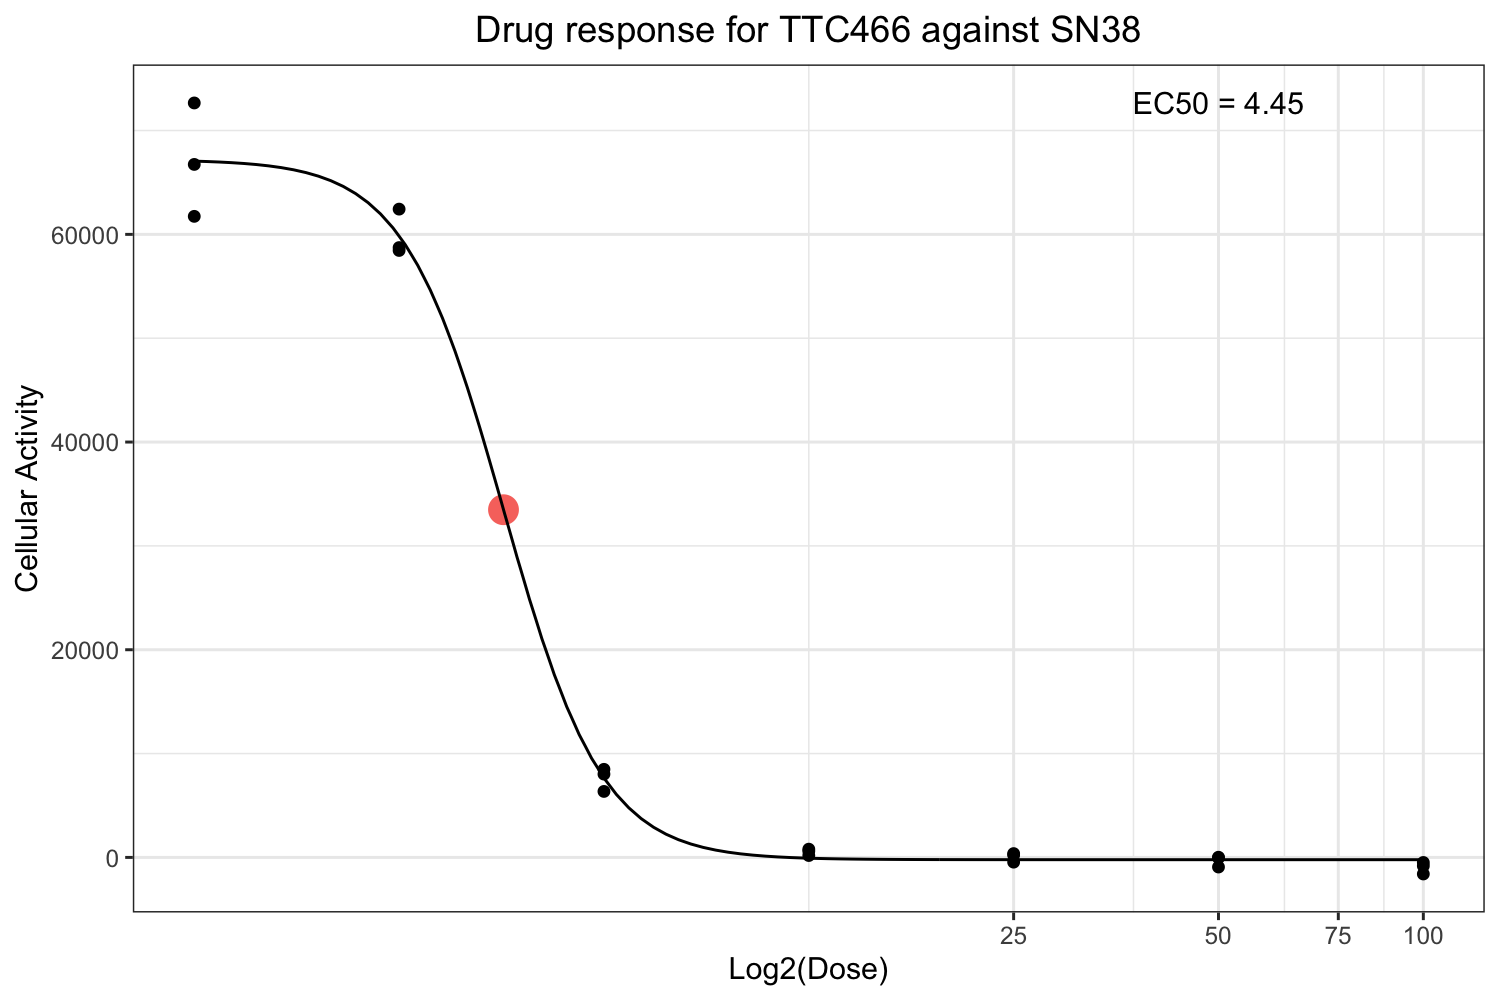 Drug response for TTC466 against SN38
EC50 = 4.45
Cellular Activity
60000
40000
20000
0
25 50 75 100
Log2(Dose)